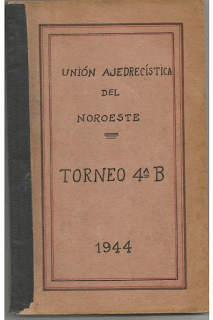 UNIÓN AJEDRECÍSTICA
DEL
NOROESTE
TORNEO 4ª B
1944